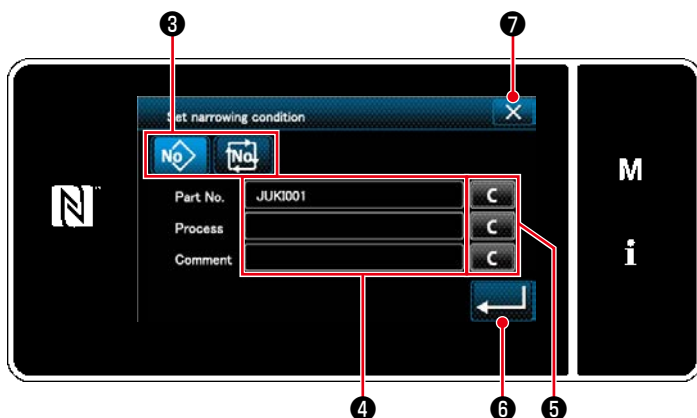 ❸ ❼
Set narrowing condition
No No.
M
Part No. JUKI001 C
Process C
Comment C
i
N
❹ ❻ ❺